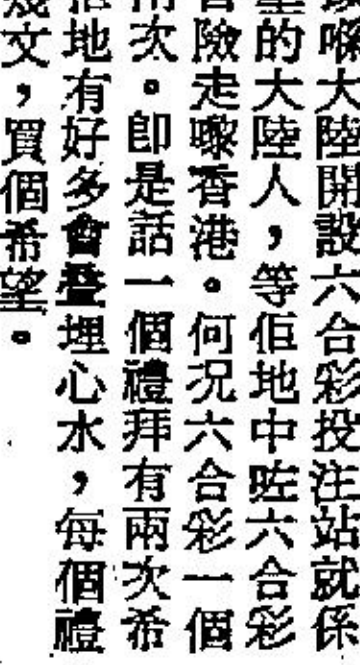 喺大陸開設六合彩投注站就係
的大陸人，等佢地中咗六合彩
險走嚟香港。何況六合彩一個
次。即是話一個禮拜有兩次希
地有好多會疊埋心水，每個禮
文，買個希望。